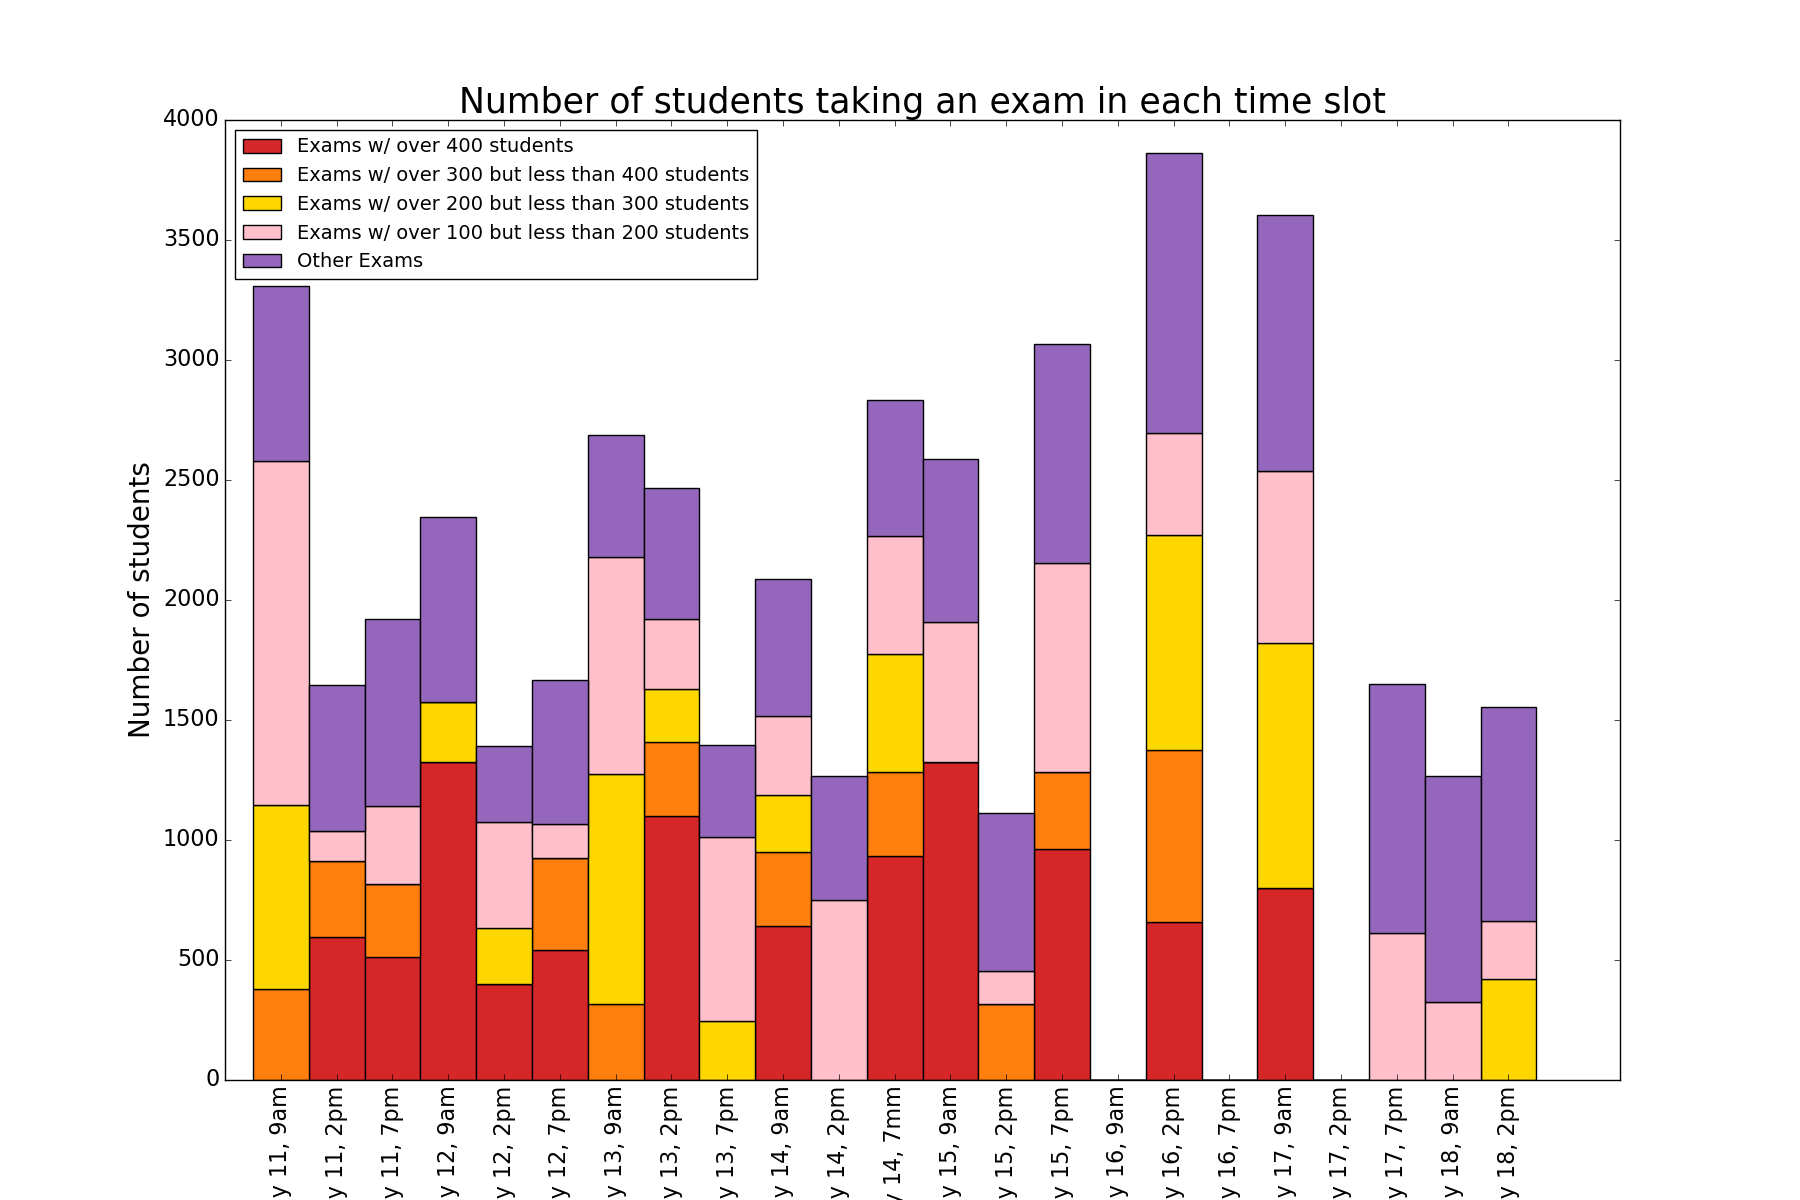 Number of students taking an exam in each time slot
4000
3500
3000
2500
2000
1500
1000
500
0
Number of students
Exams w/ over 400 students
Exams w/ over 300 but less than 400 students
Exams w/ over 200 but less than 300 students
Exams w/ over 100 but less than 200 students
Other Exams
y 11, 9am
y 11, 2pm
y 11, 7pm
y 12, 9am
y 12, 2pm
y 12, 7pm
y 13, 9am
y 13, 2pm
y 13, 7pm
y 14, 9am
y 14, 2pm
y 14, 7mm
y 15, 9am
y 15, 2pm
y 15, 7pm
y 16, 9am
y 16, 2pm
y 16, 7pm
y 17, 9am
y 17, 2pm
y 17, 7pm
y 18, 9am
y 18, 2pm